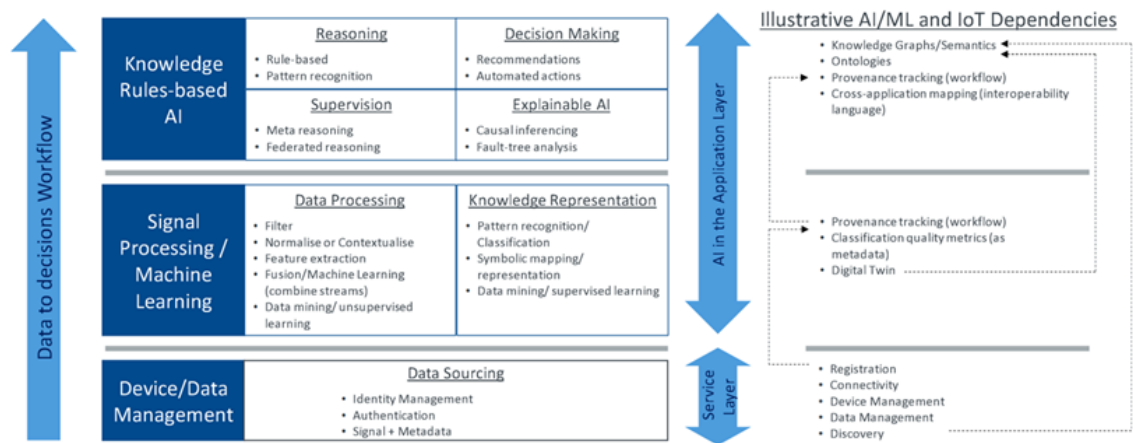 Data to decisions Workflow
Knowledge
Rules-based
AI
Reasoning
• Rule-based
• Pattern recognition
Decision Making
• Recommendations
• Automated actions
Supervision
• Meta reasoning
• Federated reasoning
Explainable AI
• Causal inferencing
• Fault-tree analysis
Signal
Processing /
Machine
Learning
Data Processing
• Filter
• Normalise or Contextualise
• Feature extraction
• Fusion/Machine Learning
(combine streams)
• Data mining/ unsupervised
learning
Knowledge Representation
• Pattern recognition/
Classification
• Symbolic mapping/
representation
• Data mining/ supervised learning
Device/Data
Management
Data Sourcing
• Identity Management
• Authentication
• Signal + Metadata
AI in the Application Layer
Service
Layer
Illustrative AI/ML and IoT Dependencies
• Knowledge Graphs/Semantics
• Ontologies
• Provenance tracking (workflow)
• Cross-application mapping (interoperability
language)
• Provenance tracking (workflow)
• Classification quality metrics (as
metadata)
• Digital Twin
• Registration
• Connectivity
• Device Management
• Data Management
• Discovery